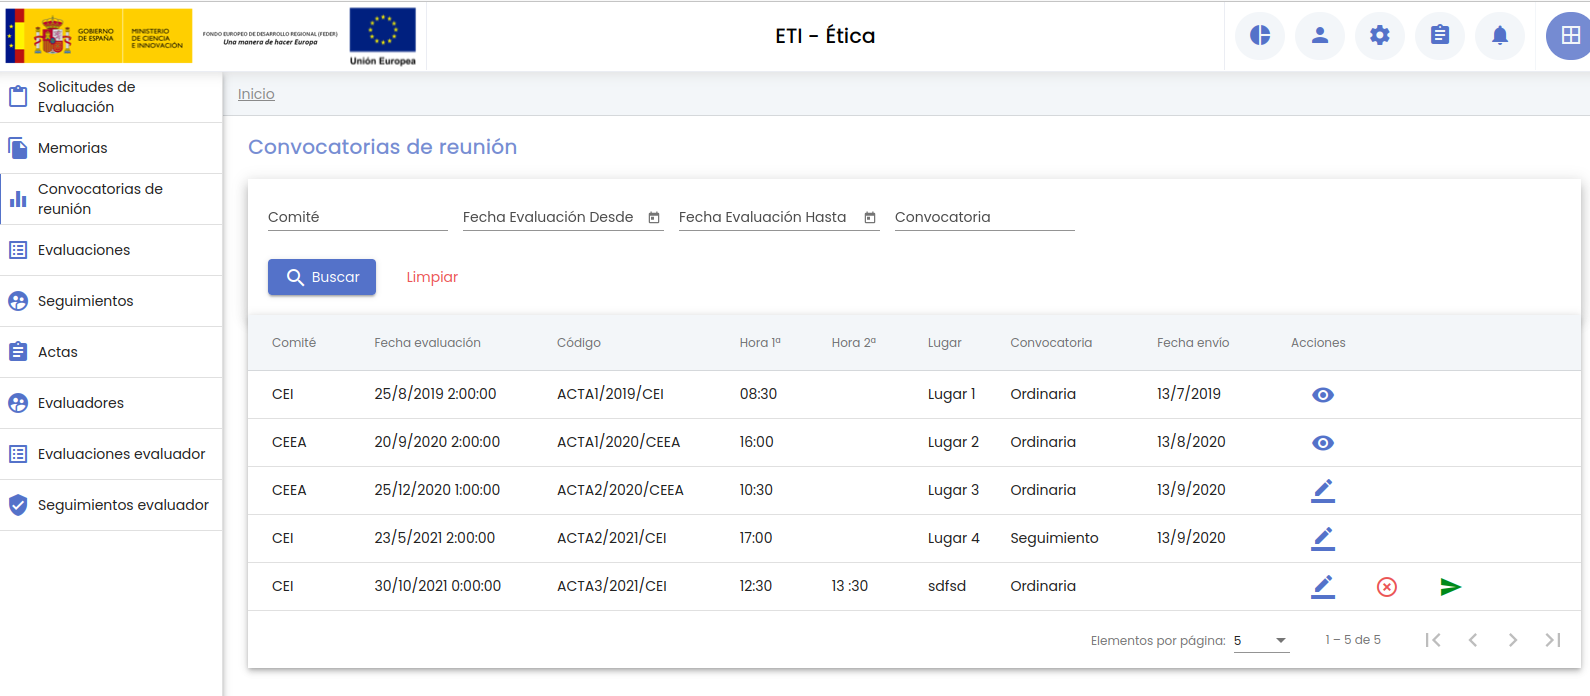 GOBIERNO
DE ESPAÑA
MINISTERIO
DE CIENCIA
E INNOVACIÓN
FONDO EUROPEO DE DESARROLLO REGIONAL (FEDER)
Una manera de hacer Europa
Unión Europea
ETI - Ética
Solicitudes de
Evaluación
Memorias
Convocatorias de
reunión
Evaluaciones
Seguimientos
Actas
Evaluadores
Evaluaciones evaluador
Seguimientos evaluador
Inicio
Convocatorias de reunión
Comité Fecha Evaluación Desde Fecha Evaluación Hasta Convocatoria
Buscar Limpiar
Comité Fecha evaluación Código Hora 1ª Hora 2ª Lugar Convocatoria Fecha envío Acciones
CEI 25/8/2019 2:00:00 ACTA1/2019/CEI 08:30 Lugar 1 Ordinaria 13/7/2019
CEEA 20/9/2020 2:00:00 ACTA1/2020/CEEA 16:00 Lugar 2 Ordinaria 13/8/2020
CEEA 25/12/2020 1:00:00 ACTA2/2020/CEEA 10:30 Lugar 3 Ordinaria 13/9/2020
CEI 23/5/2021 2:00:00 ACTA2/2021/CEI 17:00 Lugar 4 Seguimiento 13/9/2020
CEI 30/10/2021 0:00:00 ACTA3/2021/CEI 12:30 13 :30 sdfsd Ordinaria
Elementos por página: 5 1 – 5 de 5